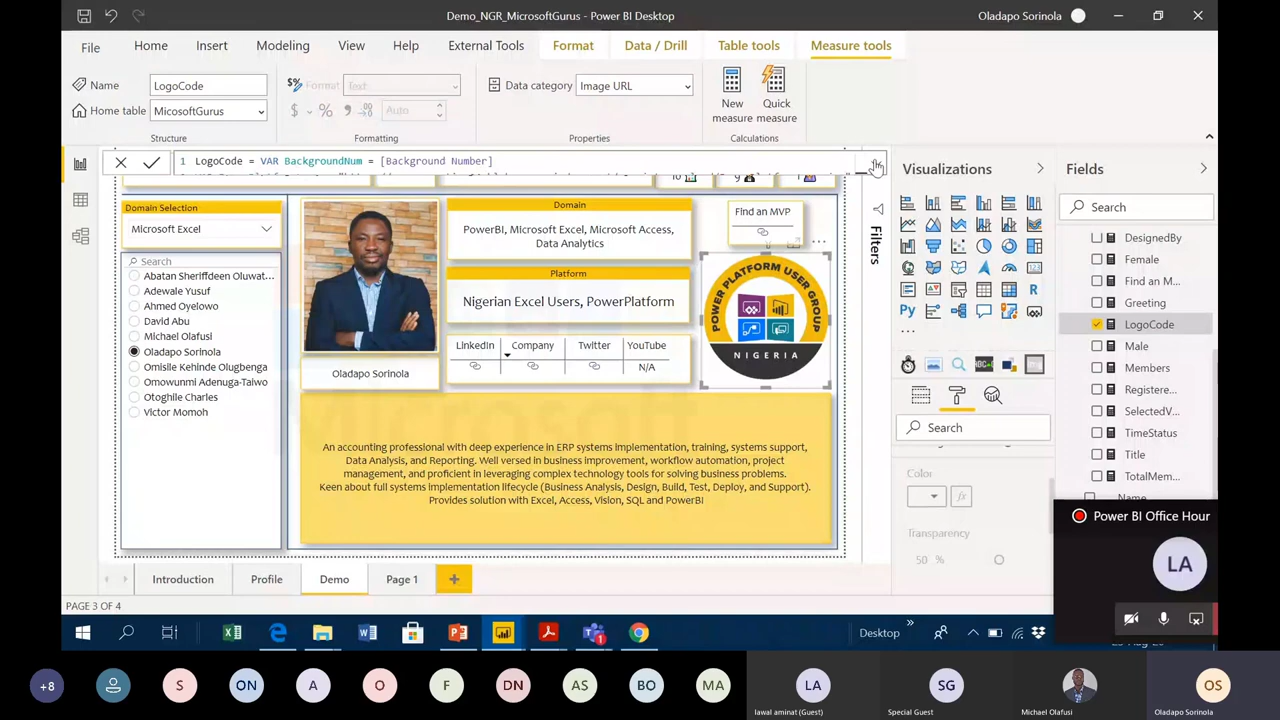 Demo_NGR_MicrosoftGurus - Power BI Desktop
Oladapo Sorinola
File Home Insert Modeling View Help External Tools Format Data / Drill Table tools Measure tools
Name LogoCode
Format Text
Data category Image URL
Home table MicosoftGurus
$ % Auto
New measure
Quick measure
Structure Formatting Properties Calculations
1 LogoCode = VAR BackgroundNum = [Background Number]
Domain Selection
Microsoft Excel
Search
Abatan Sheriffdeen Oluwat...
Adewale Yusuf
Ahmed Oyelowo
David Abu
Michael Olafusi
Oladapo Sorinola
Omisile Kehinde Olugbenga
Omowunmi Adenuga-Taiwo
Otoghile Charles
Victor Momoh
Oladapo Sorinola
Domain
PowerBI, Microsoft Excel, Microsoft Access,
Data Analytics
Platform
Nigerian Excel Users, PowerPlatform
LinkedIn Company Twitter YouTube
N/A
Find an MVP
POWER PLATFORM USER GROUP
NIGERIA
Microsoft
An accounting professional with deep experience in ERP systems implementation, training, systems support,
Data Analysis, and Reporting. Well versed in business improvement, workflow automation, project
management, and proficient in leveraging complex technology tools for solving business problems.
Keen about full systems implementation lifecycle (Business Analysis, Design, Build, Test, Deploy, and Support).
Provides solution with Excel, Access, Vision, SQL and PowerBI
Filters
Visualizations
R
Py
Search
Color
fx
Transparency
50 %
Fields
Search
DesignedBy
Female
Find an M...
Greeting
LogoCode
Male
Members
Registere...
SelectedV...
TimeStatus
Title
TotalMem...
Name
Power BI Office Hour
LA
Introduction Profile Demo Page 1
PAGE 3 OF 4
Desktop
+8 S ON A O F DN AS BO MA LA SG OS
lawal aminat (Guest) Special Guest Michael Olafusi Oladapo Sorinola